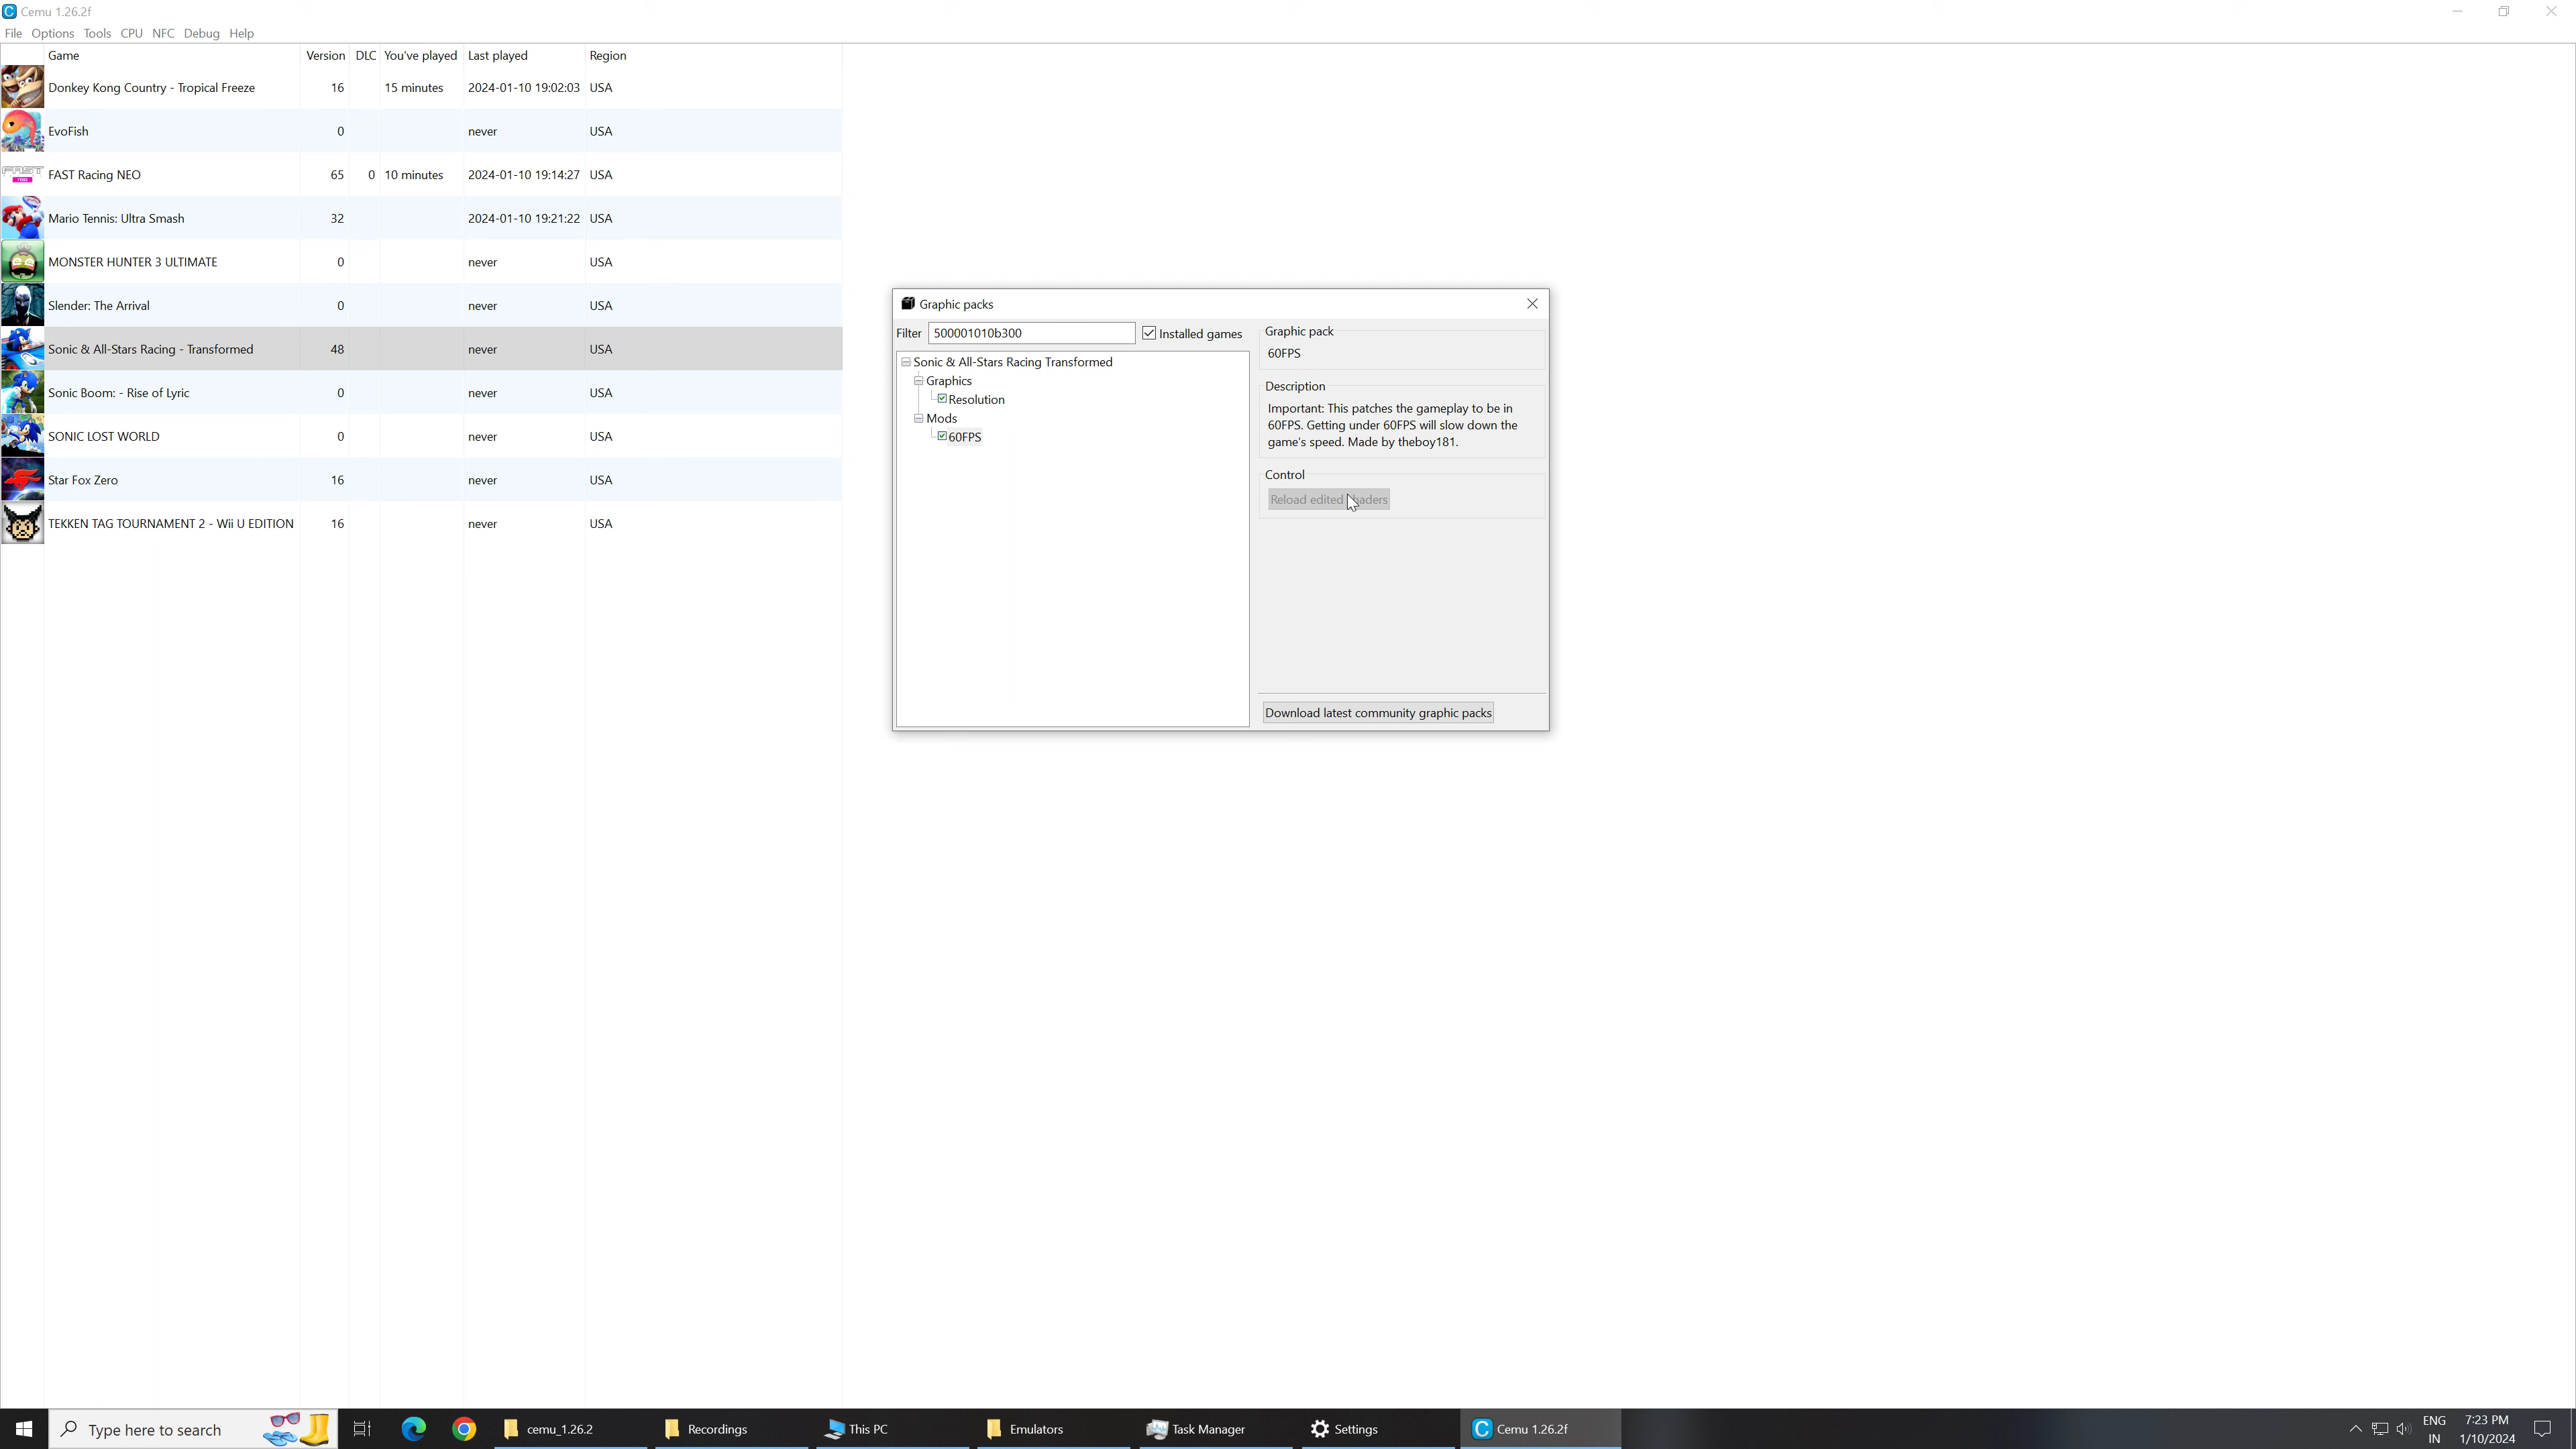 Cemu 1.26.2f
File Options Tools CPU NFC Debug Help
Game Version DLC You've played Last played Region
Donkey Kong Country - Tropical Freeze 16 15 minutes 2024-01-10 19:02:03 USA
EvoFish 0 never USA
FAST Racing NEO 65 0 10 minutes 2024-01-10 19:14:27 USA
Mario Tennis: Ultra Smash 32 2024-01-10 19:21:22 USA
MONSTER HUNTER 3 ULTIMATE 0 never USA
Slender: The Arrival 0 never USA
Sonic & All-Stars Racing - Transformed 48 never USA
Sonic Boom: - Rise of Lyric 0 never USA
SONIC LOST WORLD 0 never USA
Star Fox Zero 16 never USA
TEKKEN TAG TOURNAMENT 2 - Wii U EDITION 16 never USA
Graphic packs
Filter 500001010b300 Installed games
Sonic & All-Stars Racing Transformed
Graphics
Resolution
Mods
60FPS
Graphic pack
60FPS
Description
Important: This patches the gameplay to be in
60FPS. Getting under 60FPS will slow down the
game's speed. Made by theboy181.
Control
Reload edited shaders
Download latest community graphic packs
Type here to search
cemu_1.26.2
Recordings
This PC
Emulators
Task Manager
Settings
Cemu 1.26.2f
ENG
IN
7:23 PM
1/10/2024